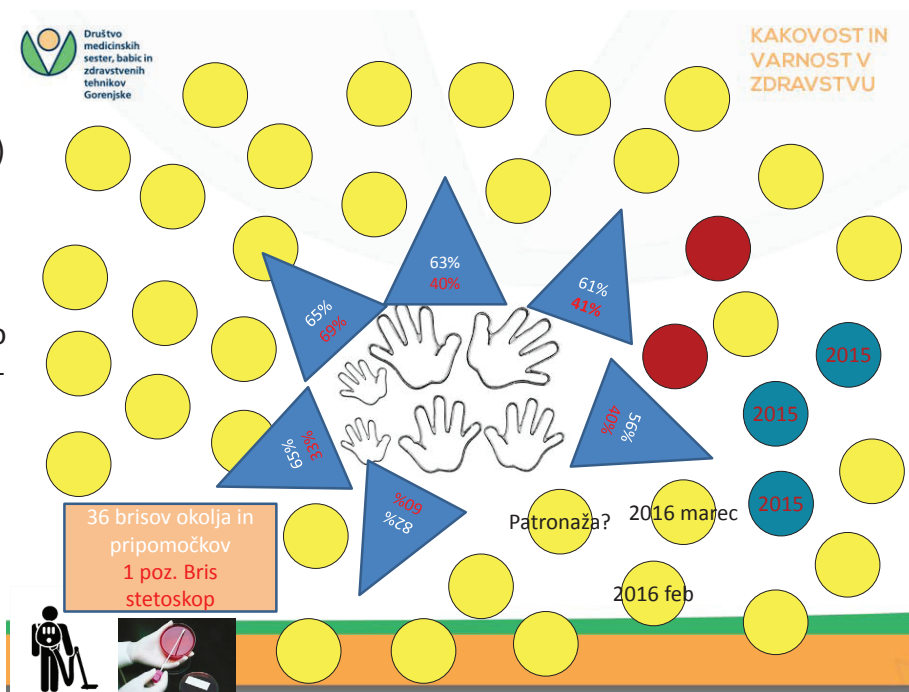 Društvo
medicinskih
sester, babic in
zdravstvenih
tehnikov
Gorenjske
KAKOVOST IN
VARNOST V
ZDRAVSTVU
)
63%
40%
61%
41%
65%
69%
56%
40%
65%
33%
82%
60%
2015
2015
2015
Patronaža?
2016 marec
2016 feb
36 brisov okolja in
pripomočkov
1 poz. Bris
stetoskop